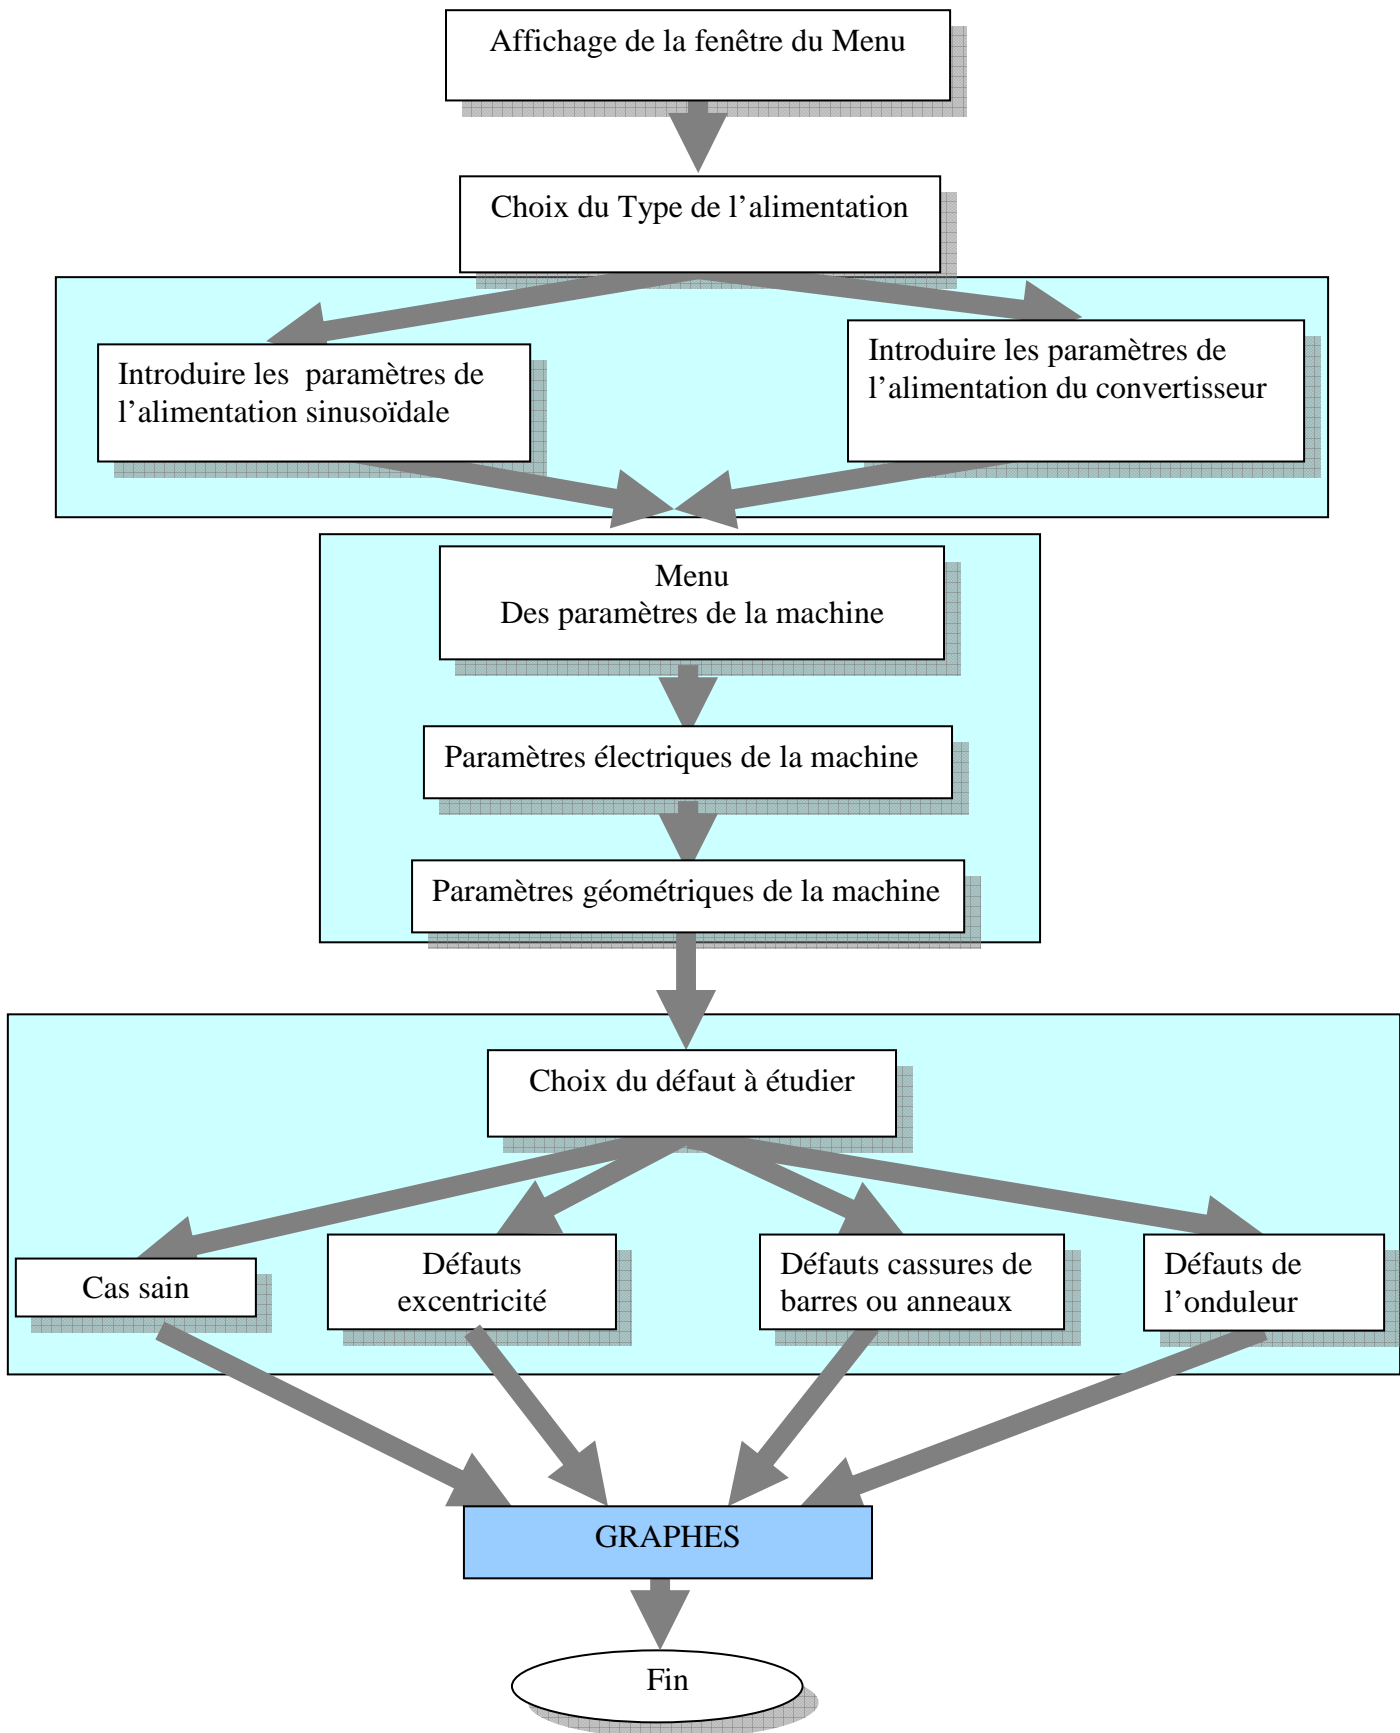 Affichage de la fenêtre du Menu
Choix du Type de l’alimentation
Introduire les paramètres de
l’alimentation sinusoïdale
Introduire les paramètres de
l’alimentation du convertisseur
Menu
Des paramètres de la machine
Paramètres électriques de la machine
Paramètres géométriques de la machine
Choix du défaut à étudier
Cas sain
Défauts
excentricité
Défauts cassures de
barres ou anneaux
Défauts de
l’onduleur
GRAPHES
Fin